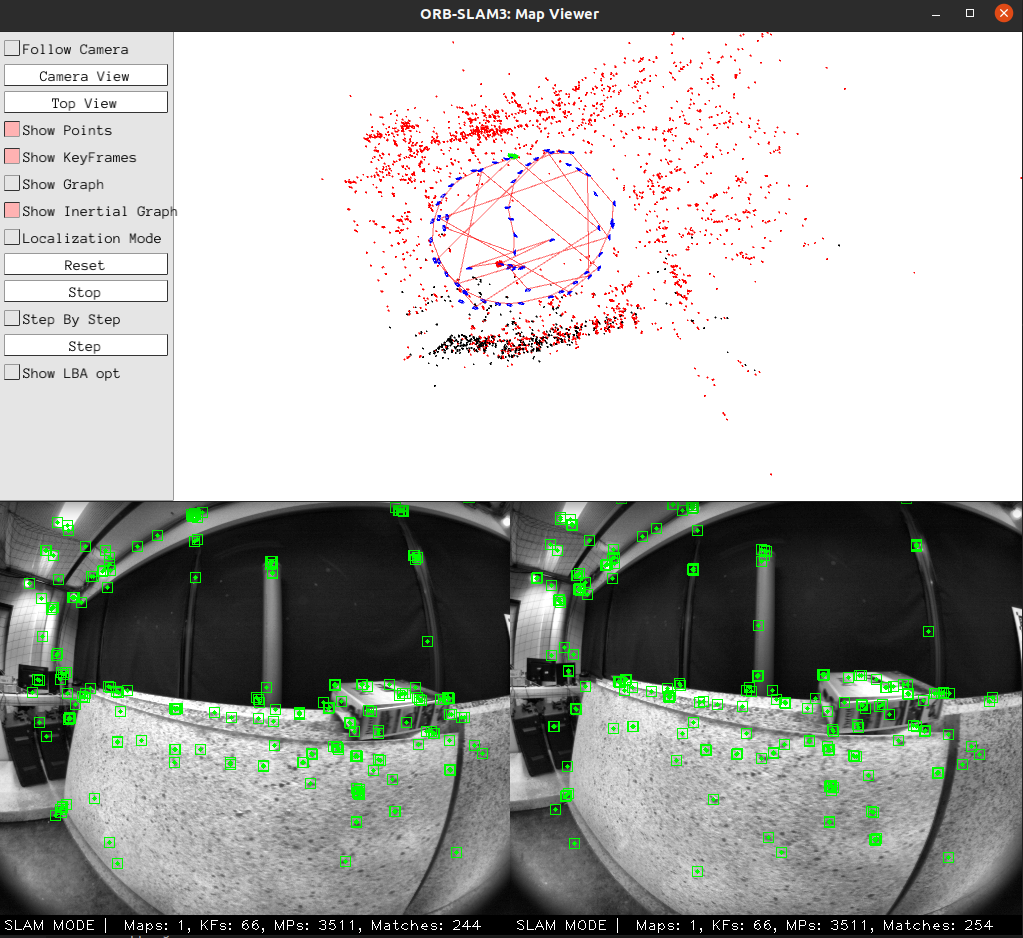 ORB-SLAM3: Map Viewer
Follow Camera
Camera View
Top View
Show Points
Show KeyFrames
Show Graph
Show Inertial Graph
Localization Mode
Reset
Stop
Step By Step
Step
Show LBA opt
SLAM MODE | Maps: 1, KFs: 66, MPs: 3511, Matches: 244
SLAM MODE | Maps: 1, KFs: 66, MPs: 3511, Matches: 254